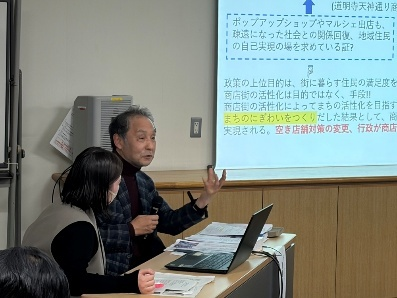 (道明寺天神通り商
ポップアップショップやマルシェ出店も、
疎遠になった社会との関係回復、地域住民
の自己実現の場を求めている証?
政策の上位目的は、街に暮らす住民の満足度を
商店街の活性化は目的ではなく、手段!!
商店街の活性化によってまちの活性化を目指す
まちのにぎわいをつくりだした結果として、商
実現される。空き店舗対策の変更、行政が商店